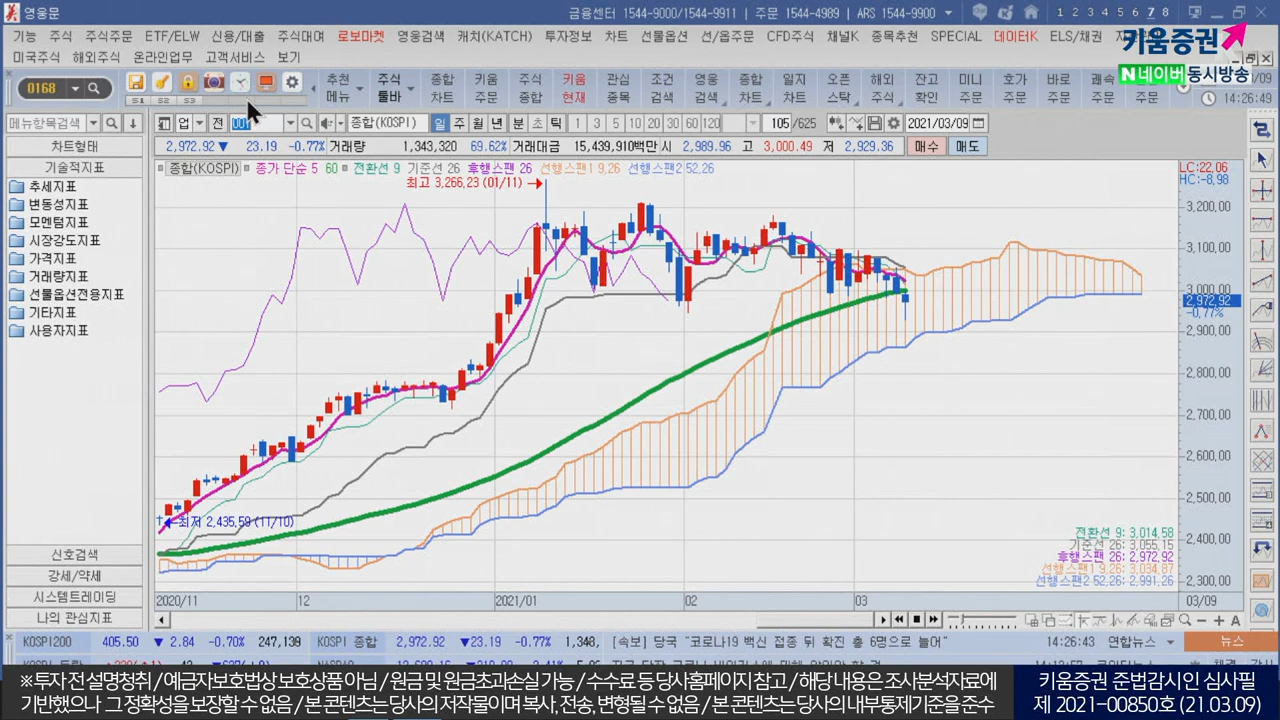 영웅문
금융센터 1544-9000/1544-9911 | 주문 1544-4989 | ARS 1544-9900
1 2 3 4 5 6 7 8
기능 주식 주식주문 ETF/ELW 신용/대출 주식대여 로보마켓 영웅검색 캐치(KATCH) 투자정보 차트 선물옵션 선/옵주문 CFD주식 채널K 종목추천 SPECIAL 데이터K ELS/채권
미국주식 해외주식 온라인업무 고객서비스 보기
키움증권
N 네이버 동시방송
0168
S1 S2 S3
추천 메뉴
주식 툴바
종합 차트
키움 주문
주식 종합
키움 현재
관심 종목
조건 검색
영웅 검색
종합 차트
일지 차트
오픈 스탁
해외 주식
잔고 확인
미니 주문
호가 주문
바로 주문
쾌속 주문
주문
14:26:49
메뉴항목검색
업 전 001 종합(KOSPI) 일 주 월 년 분 초 틱 1 3 5 10 20 30 60 120 105 /625 2021/03/09
2,972.92 ▼ 23.19 -0.77% 거래량 1,343,320 69.62% 거래대금 15,439,910백만 시 2,989.96 고 3,000.49 저 2,929.36 매수 매도
차트형태
기술적지표
추세지표
변동성지표
모멘텀지표
시장강도지표
가격지표
거래량지표
선물옵션전용지표
기타지표
사용자지표
신호검색
강세/약세
시스템트레이딩
나의 관심지표
종합(KOSPI) 종가 단순 5 60 전환선 9 기준선 26 후행스팬 26 선행스팬1 9,26 선행스팬2 52,26
최고 3,266,23 (01/11)
최저 2,435,59 (11/10)
LC:22,06
HC:-8,98
3,200,00
3,100,00
3,000,00
2,972,92
-0,77%
2,900,00
2,800,00
2,700,00
2,600,00
2,500,00
2,400,00
2,300,00
전환선 9: 3,014,58
기준선 26: 3,055,15
후행스팬 26: 2,972,92
선행스팬1 9,26: 3,034,87
선행스팬2 52,26: 2,991,26
2020/11 12 2021/01 02 03 03/09
KOSPI200 405.50 ▼ 2.84 -0.70% 247,139 KOSPI 종합 2,972.92 ▼23.19 -0.77% 1,348, [속보] 당국 "코로나19 백신 접종 뒤 확진 총 6명으로 늘어" 14:26:43 연합뉴스 뉴스
※ 투자 전 설명청취 / 예금자보호법상 보호상품 아님 / 원금 및 원금초과손실 가능 / 수수료 등 당사홈페이지 참고 / 해당 내용은 조사분석자료에
기반했으나 그 정확성을 보장할 수 없음 / 본 콘텐츠는 당사의 저작물이며 복사, 전송, 변형될 수 없음 / 본 콘텐츠는 당사의 내부통제기준을 준수
키움증권 준법감시인 심사필
제 2021-00850호 (21.03.09)